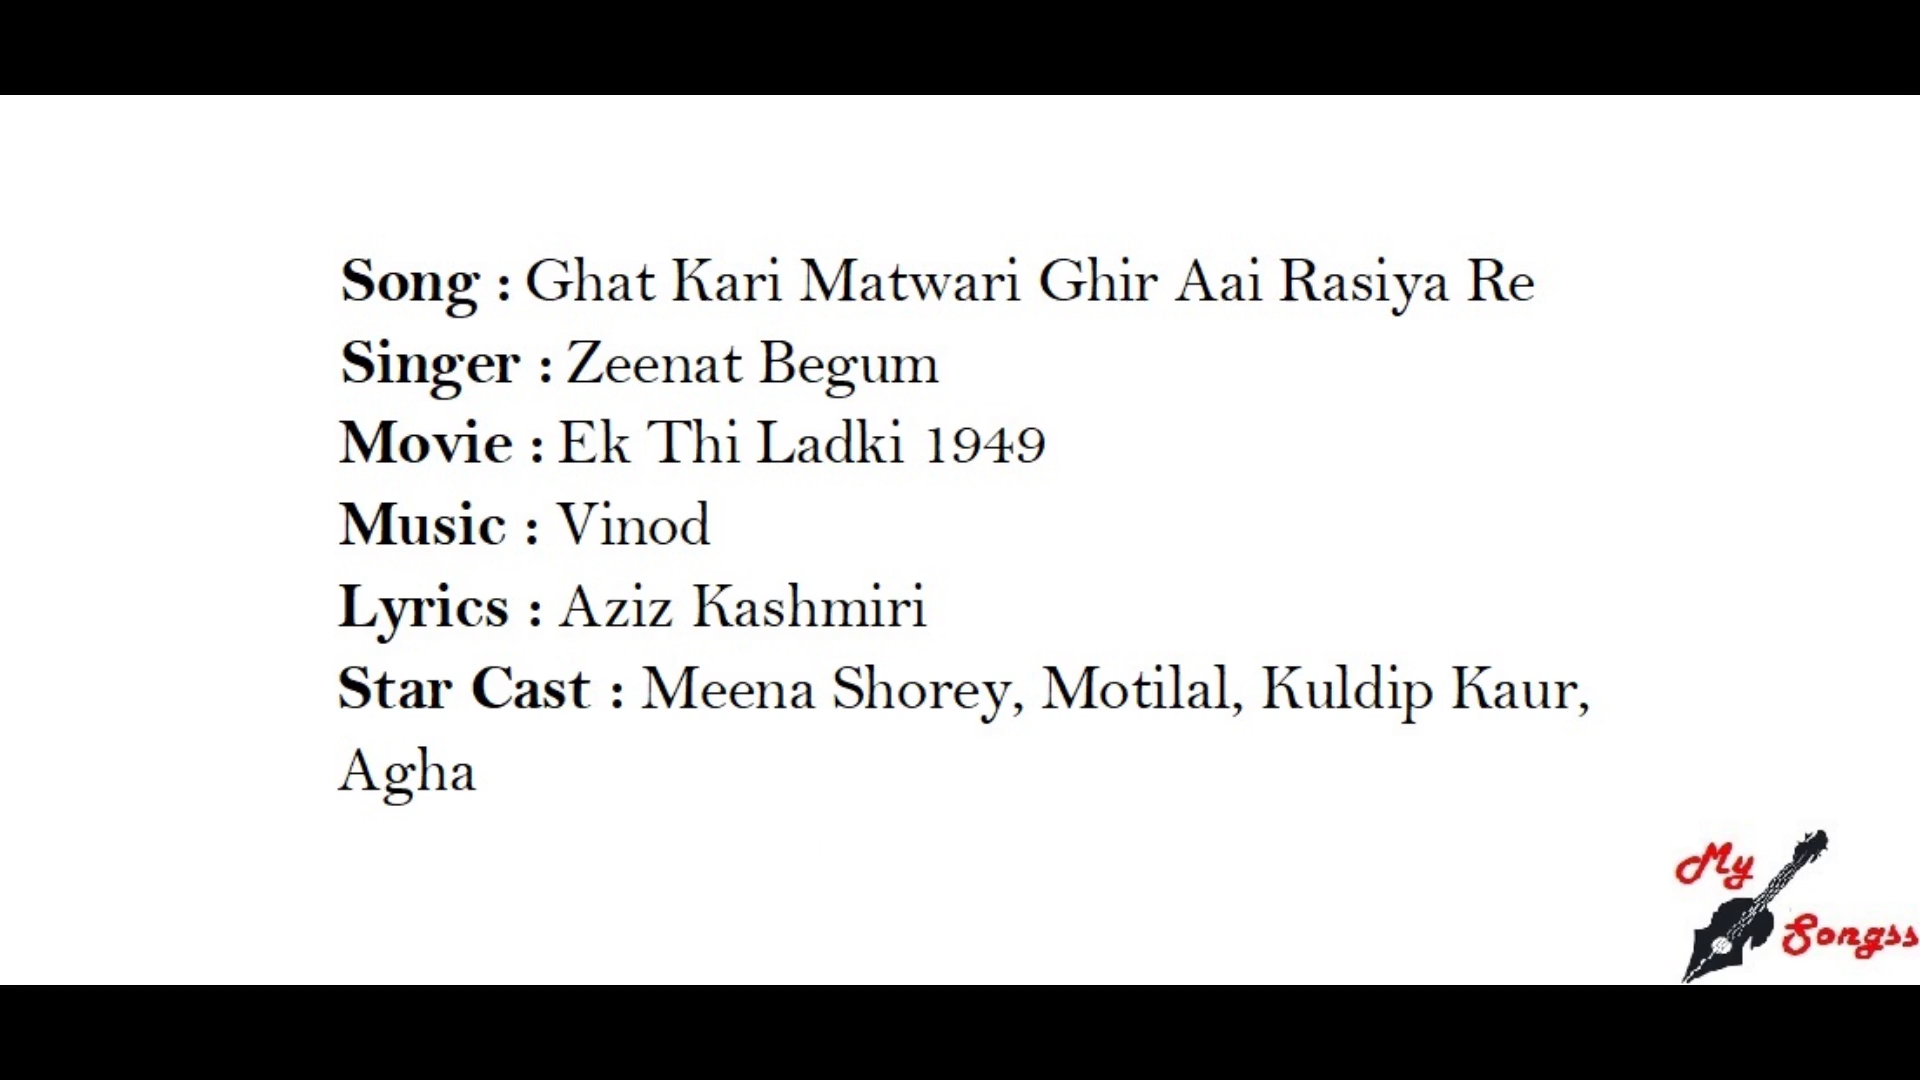 Song : Ghat Kari Matwari Ghir Aai Rasiya Re
Singer : Zeenat Begum
Movie : Ek Thi Ladki 1949
Music : Vinod
Lyrics : Aziz Kashmiri
Star Cast : Meena Shorey, Motilal, Kuldip Kaur,
Agha
My
Songss